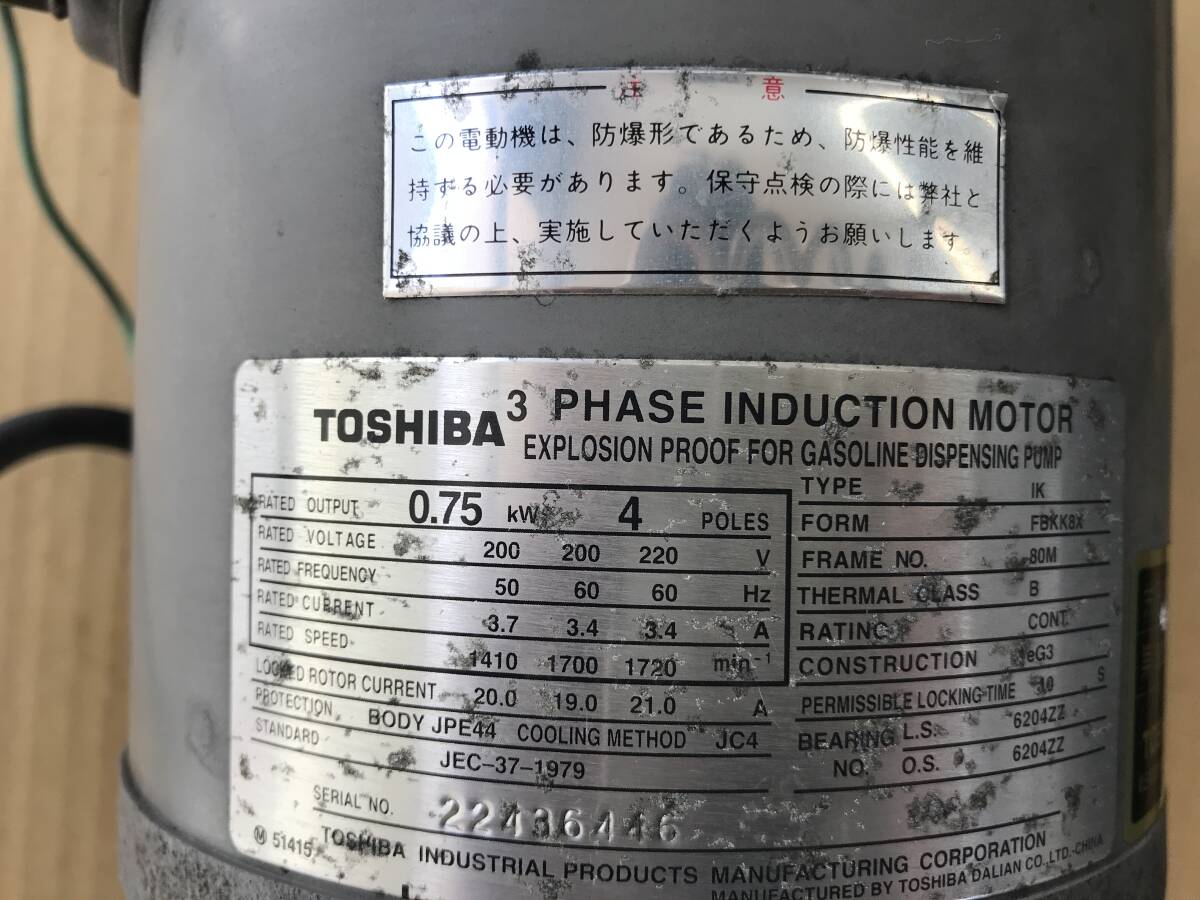 注 意
この電動機は、防爆形であるため、防爆性能を維
持する必要があります。保守点検の際には弊社と
協議の上、実施していただくようお願いします。
TOSHIBA 3 PHASE INDUCTION MOTOR
EXPLOSION PROOF FOR GASOLINE DISPENSING PUMP
RATED OUTPUT 0.75 kW 4 POLES
RATED VOLTAGE 200 200 220 V
RATED FREQUENCY 50 60 60 Hz
RATED CURRENT 3.7 3.4 3.4 A
RATED SPEED 1410 1700 1720 min-1
LOCKED ROTOR CURRENT 20.0 19.0 21.0 A
PROTECTION BODY JPE44 COOLING METHOD JC4
STANDARD JEC-37-1979
TYPE IK
FORM FBKK8X
FRAME NO. 80M
THERMAL CLASS B
RATING CONT.
CONSTRUCTION eG3
PERMISSIBLE LOCKING TIME 10 S
BEARING NO. L.S. 6204ZZ
O.S. 6204ZZ
SERIAL NO. 22436446
Ⓜ 51415 TOSHIBA INDUSTRIAL PRODUCTS MANUFACTURING CORPORATION
MANUFACTURED BY TOSHIBA DALIAN CO.,LTD.-CHINA